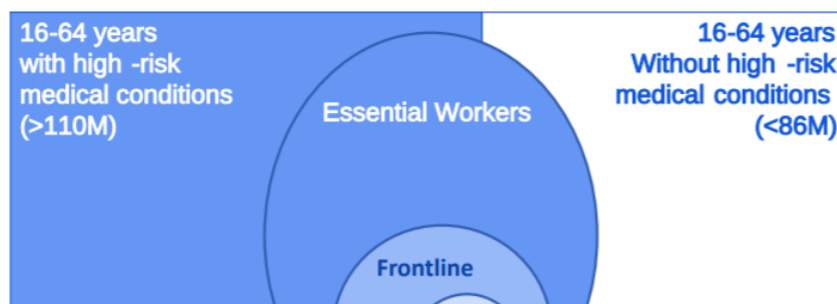 16-64 years
with high -risk
medical conditions
(>110M)
16-64 years
Without high -risk
medical conditions
(<86M)
Essential Workers
Frontline